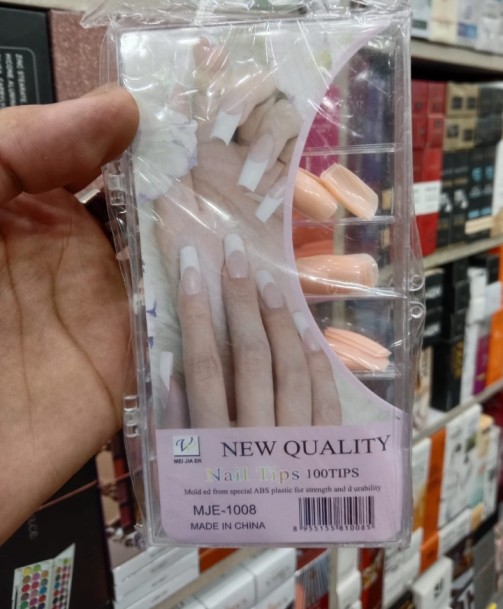 NEW QUALITY
MEI JIA ER
Nail Tips 100TIPS
Mold ed from special ABS plastic for strength and d urability
MJE-1008
MADE IN CHINA